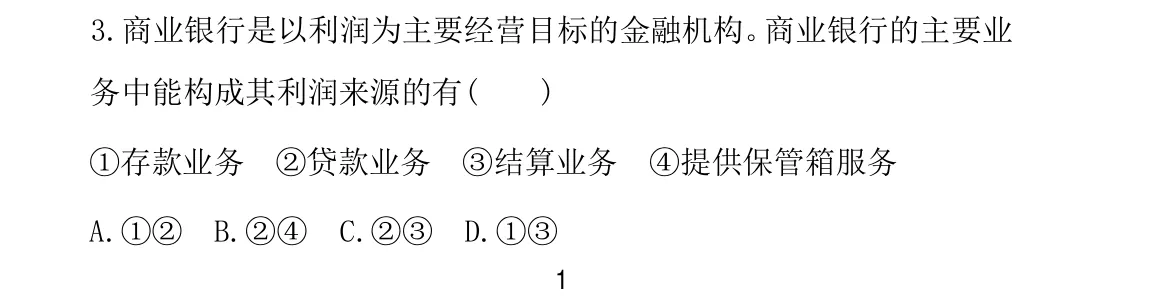 3.商业银行是以利润为主要经营目标的金融机构。商业银行的主要业
务中能构成其利润来源的有(　　)
①存款业务　②贷款业务　③结算业务　④提供保管箱服务
A.①②　B.②④　C.②③　D.①③
1